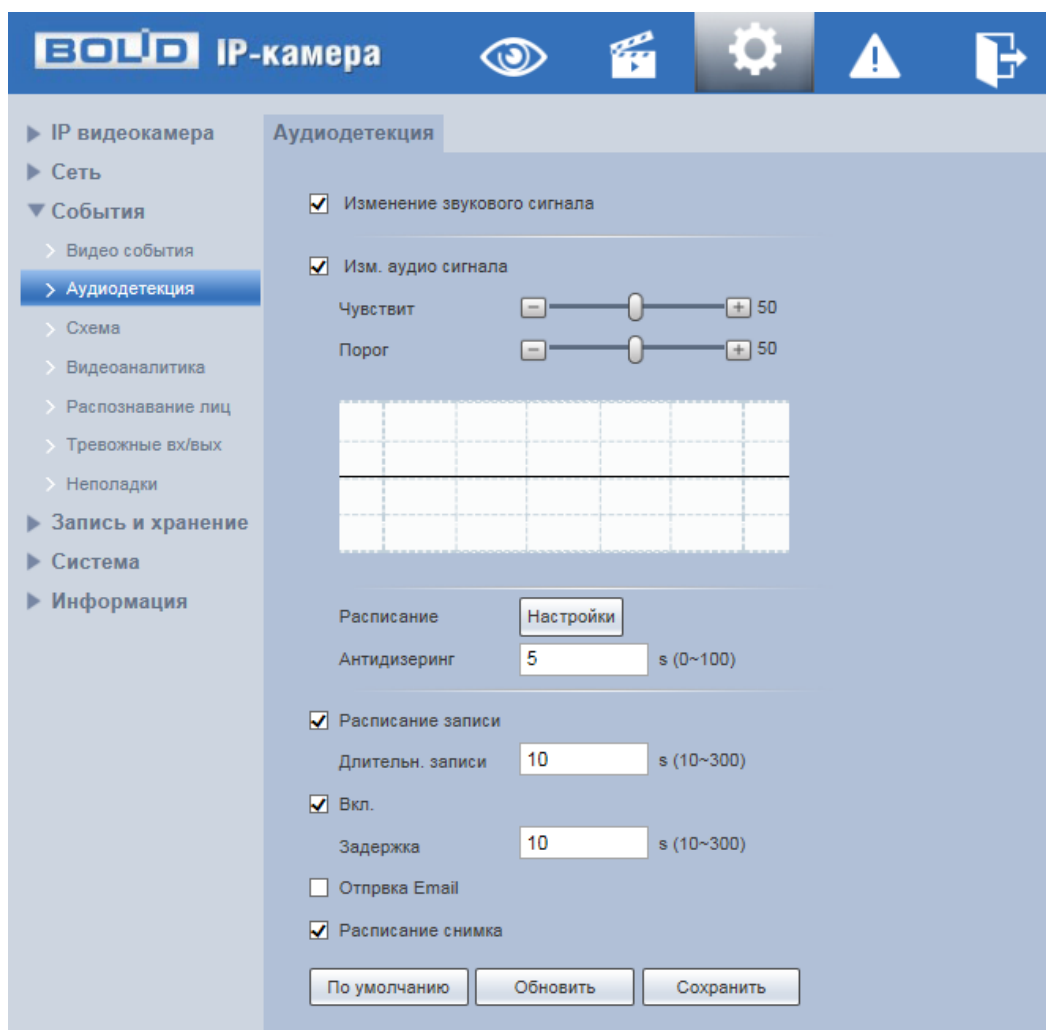 BOLID IP-камера
IP видеокамера
Сеть
События
Видео события
Аудиодетекция
Схема
Видеоаналитика
Распознавание лиц
Тревожные вх/вых
Неполадки
Запись и хранение
Система
Информация
Аудиодетекция
Изменение звукового сигнала
Изм. аудио сигнала
Чувствит 50
Порог 50
Расписание Настройки
Антидизеринг 5 s (0~100)
Расписание записи
Длительн. записи 10 s (10~300)
Вкл.
Задержка 10 s (10~300)
Отпрвка Email
Расписание снимка
По умолчанию Обновить Сохранить